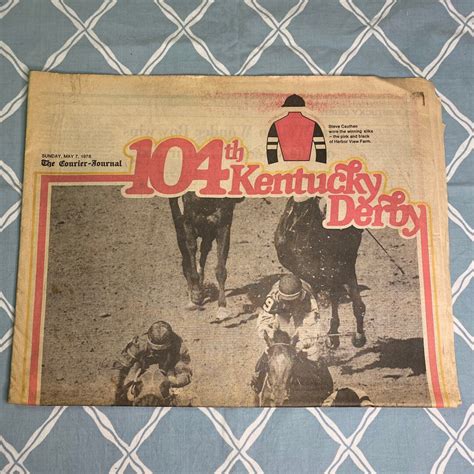 Steve Cauthen
wore the winning silks
— the pink and black
of Harbor View Farm.
SUNDAY, MAY 7, 1978
The Courier-Journal
104th
Kentucky
Derby